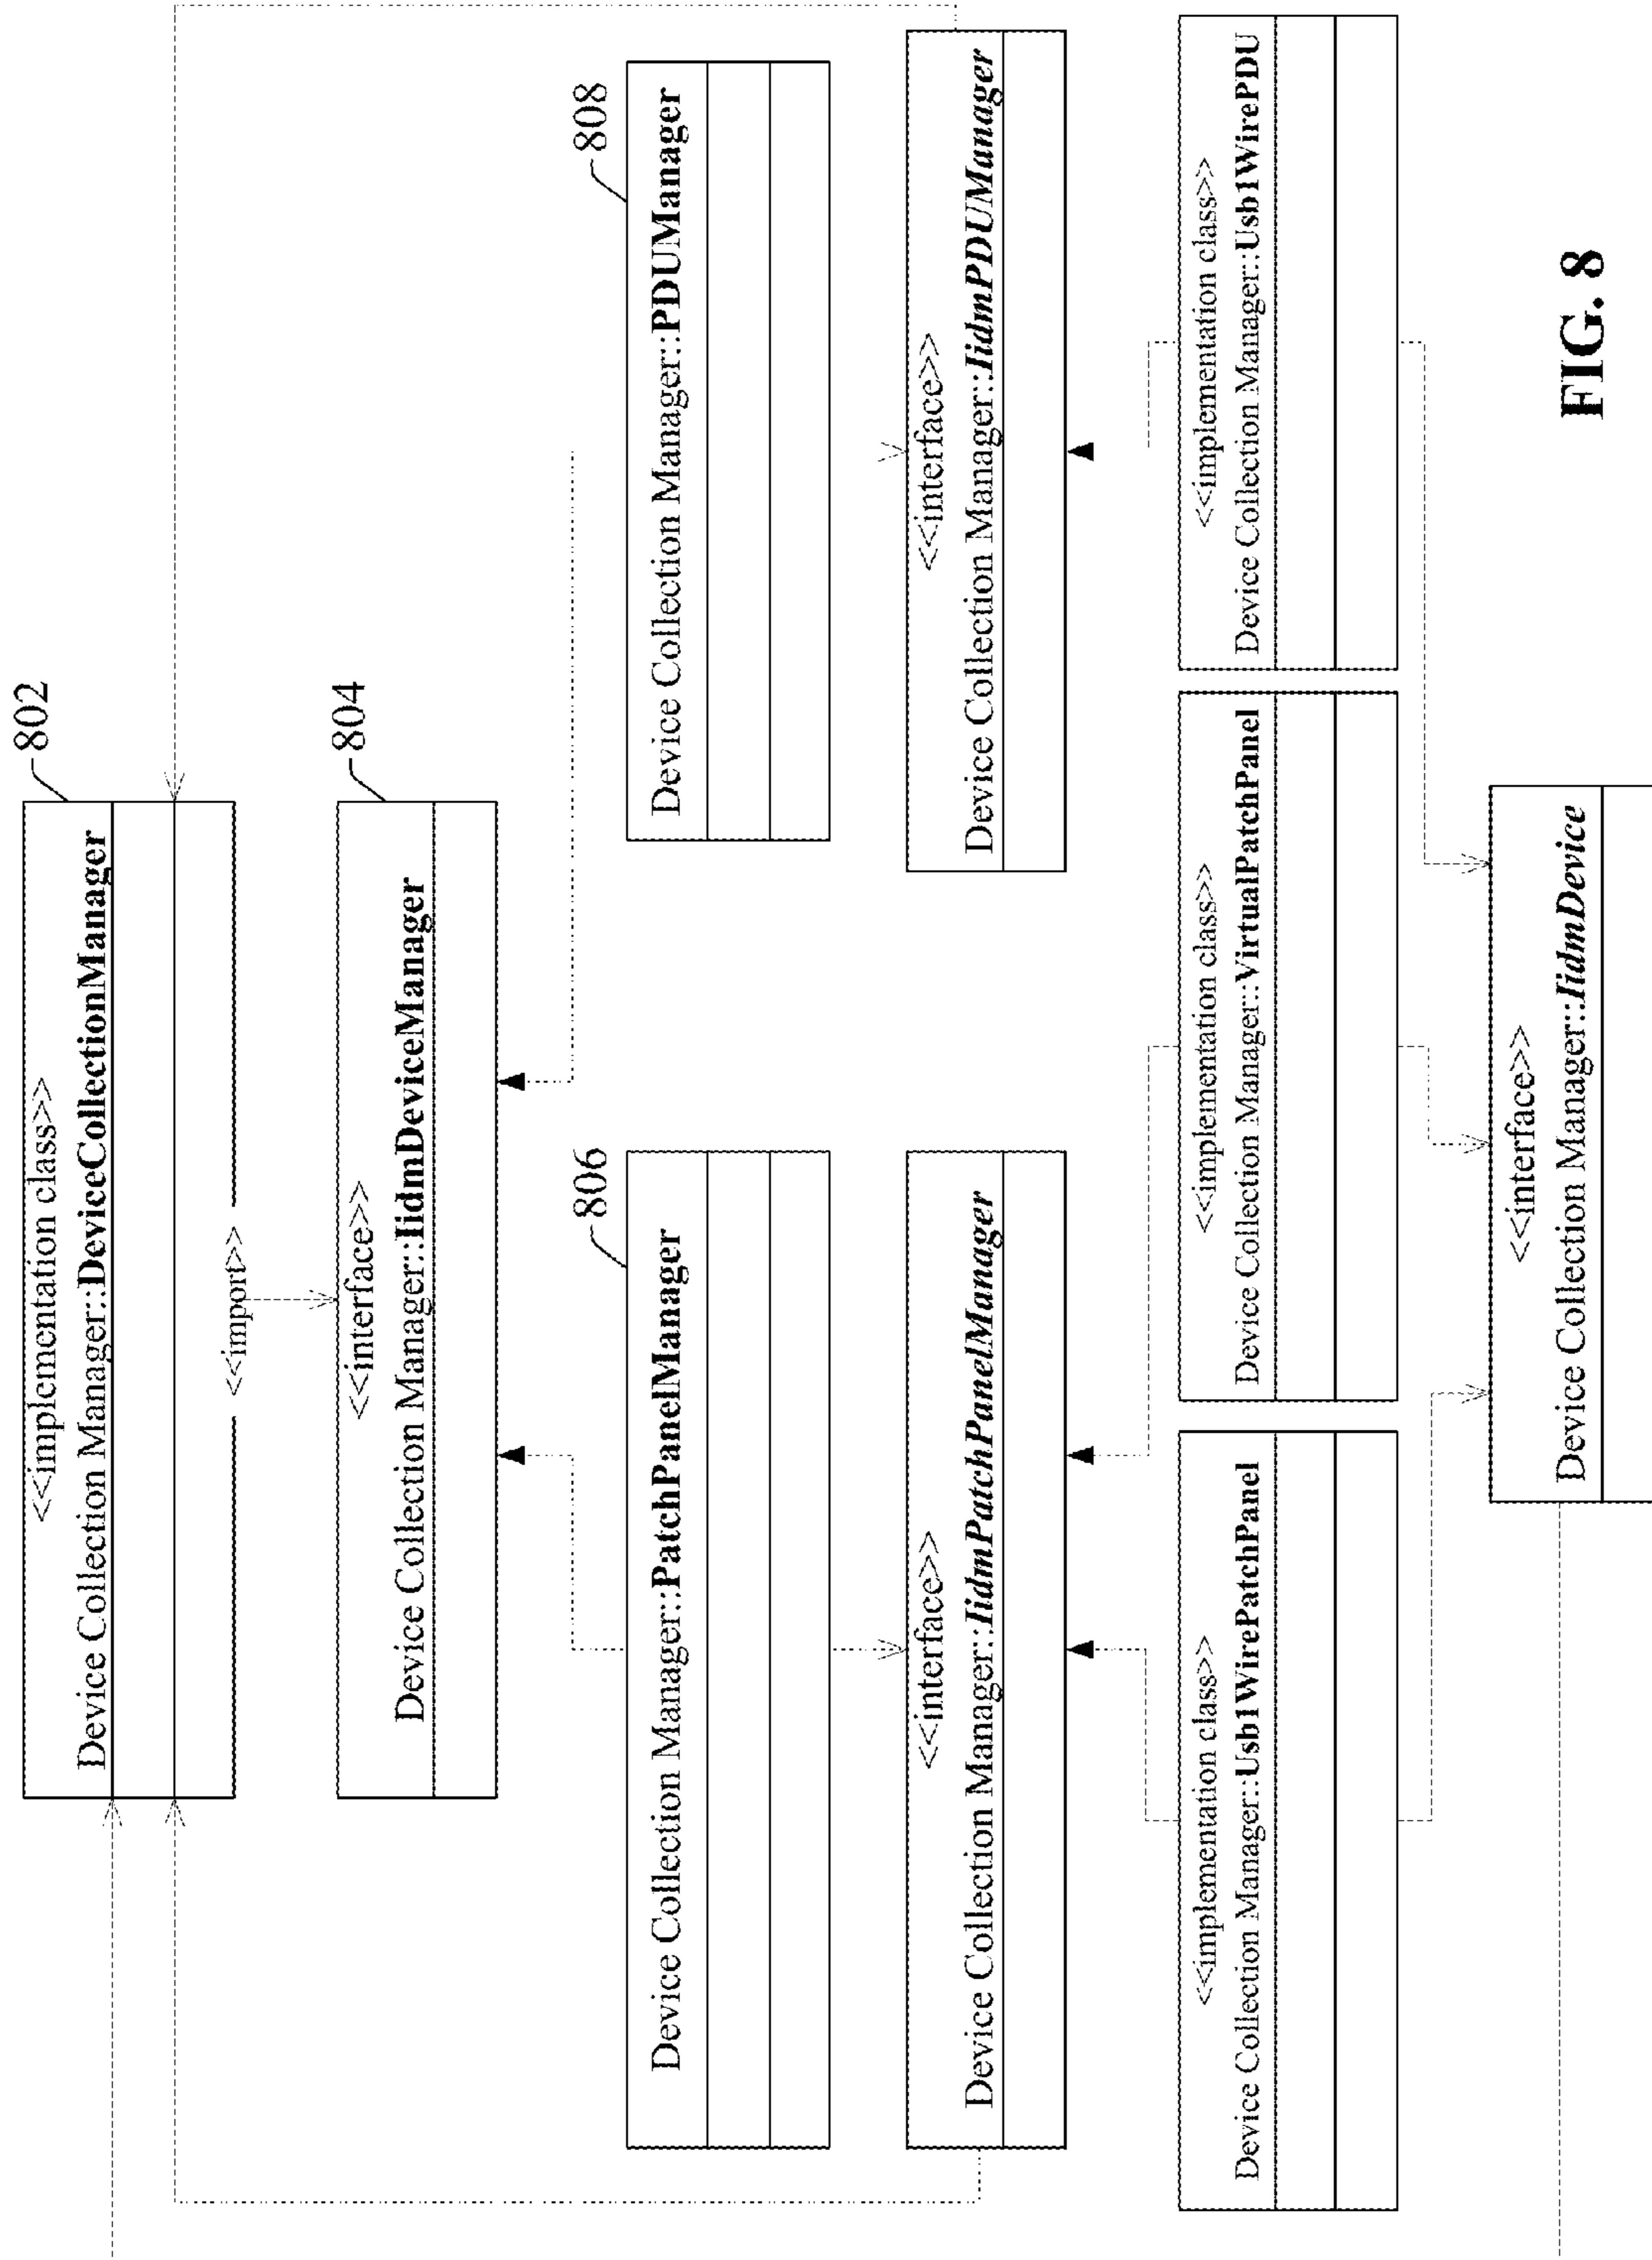 <<implementation class>>
Device Collection Manager::DeviceCollectionManager
802
<<import>>
<<interface>>
Device Collection Manager::IidmDeviceManager
804
Device Collection Manager::PatchPanelManager
806
Device Collection Manager::PDUManager
808
<<interface>>
Device Collection Manager::IidmPatchPanelManager
<<interface>>
Device Collection Manager::IidmPDUManager
<<implementation class>>
Device Collection Manager::Usb1WirePatchPanel
<<implementation class>>
Device Collection Manager::VirtualPatchPanel
<<implementation class>>
Device Collection Manager::Usb1WirePDU
<<interface>>
Device Collection Manager::IidmDevice
FIG. 8